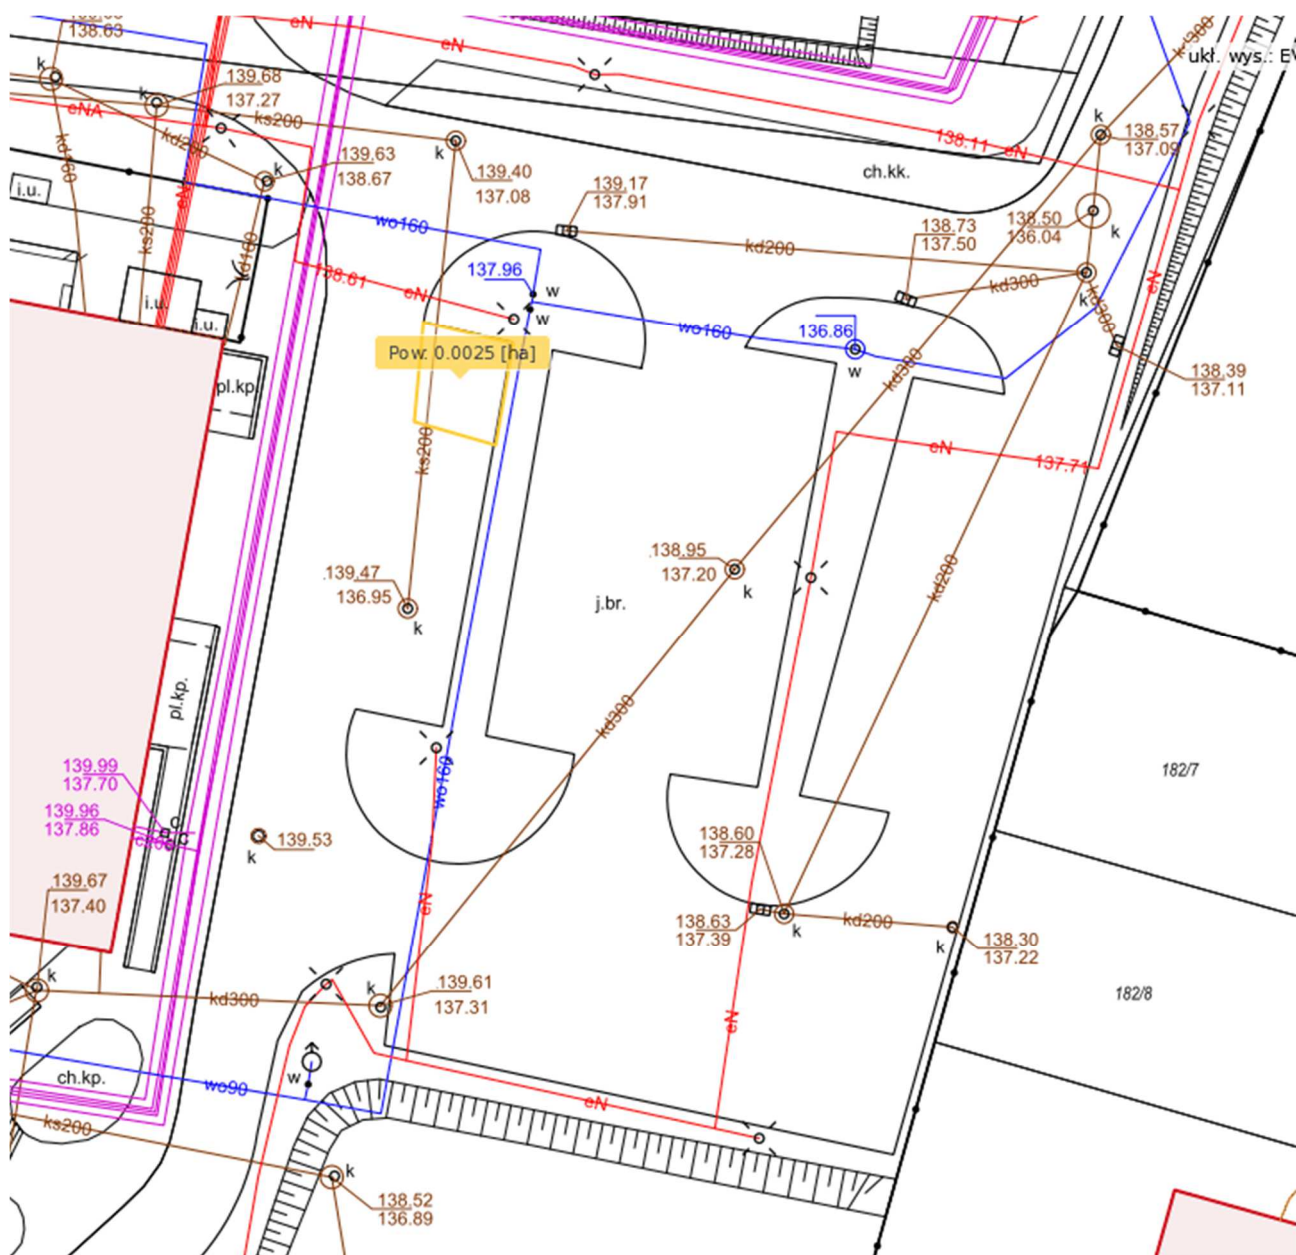 138.63
eN
eN
kd300
ukł. wys.: EV
k
k
139.68
137.27
eNA
ks200
kd200
kd160
k
139.63
138.67
k
k
139.40
137.08
138.11
eN
k
138.57
137.09
ch.kk.
i.u.
eN
ks200
139.17
137.91
wo160
138.73
137.50
138.50
136.04
k
kd100
kd200
138.61
eN
137.96
w
w
kd300
kd300
eN
i.u.
i.u.
wo160
136.86
w
Pow: 0.0025 [ha]
pl.kp.
kd300
138.39
137.11
ks200
eN
137.71
139.47
136.95
k
138.95
137.20
k
j.br.
kd200
pl.kp.
kd300
182/7
139.99
137.70
139.96
137.86
c
c
wo160
139.53
k
138.60
137.28
139.67
137.40
eN
138.63
137.39
k
kd200
k
138.30
137.22
k
kd300
k
139.61
137.31
182/8
eN
ch.kp.
w
wo90
eN
ks200
k
138.52
136.89